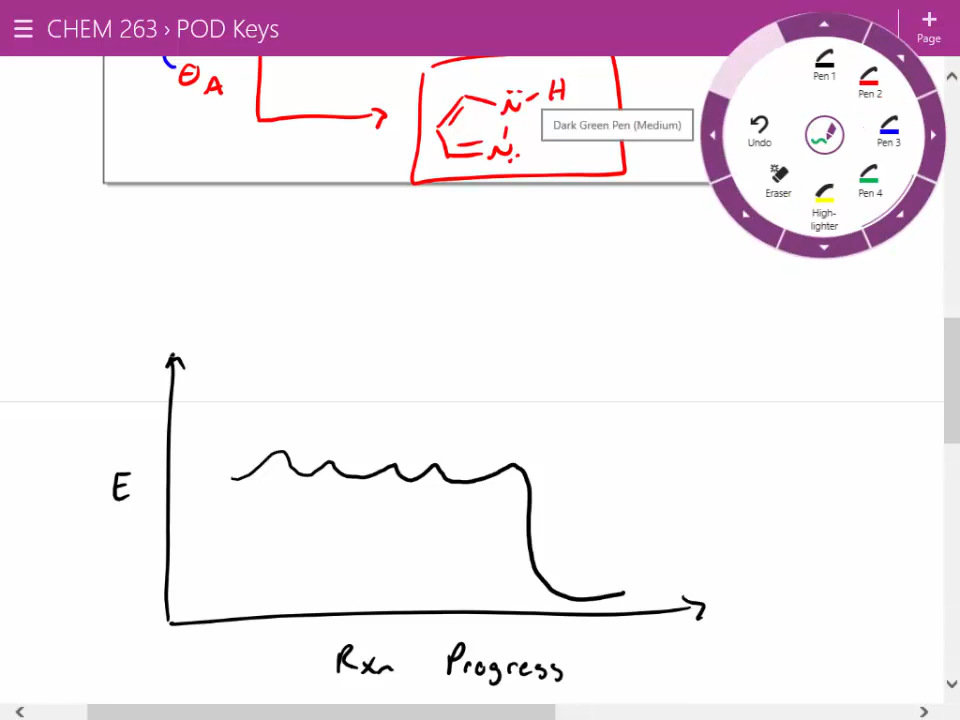 CHEM 263 › POD Keys
Page
Pen 1
Pen 2
Undo
Pen 3
Eraser
Pen 4
High-
lighter
Dark Green Pen (Medium)
⊖ A
N̈ H
N:
E
Rxn Progress